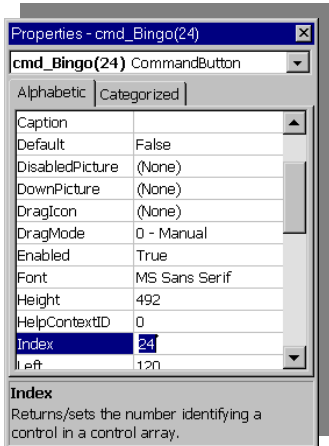 Properties - cmd_Bingo(24)
cmd_Bingo(24) CommandButton
Alphabetic Categorized
Caption
Default False
DisabledPicture (None)
DownPicture (None)
DragIcon (None)
DragMode 0 - Manual
Enabled True
Font MS Sans Serif
Height 492
HelpContextID 0
Index 24
Left 120
Index
Returns/sets the number identifying a
control in a control array.